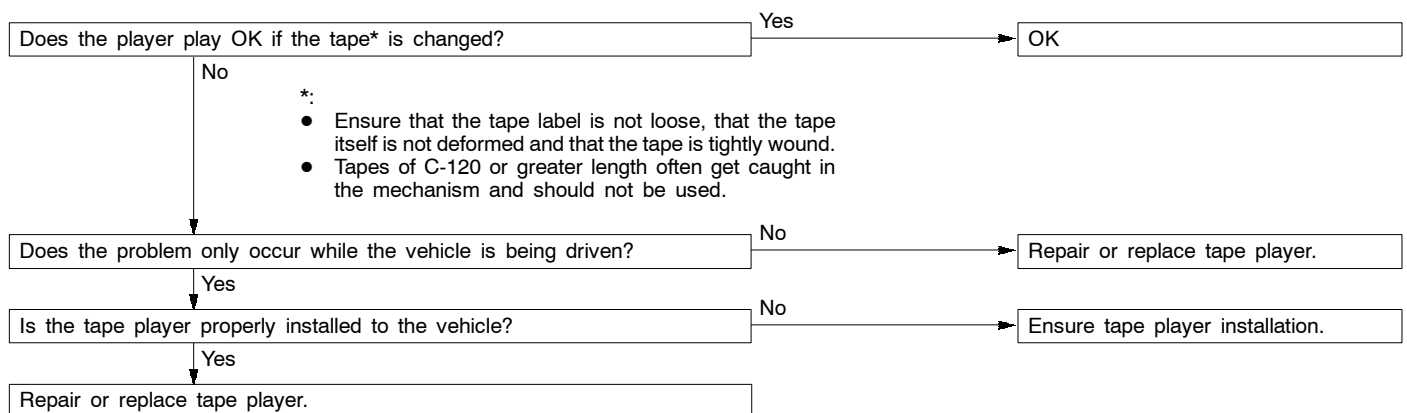 Does the player play OK if the tape* is changed?
Yes
OK
No
*:
● Ensure that the tape label is not loose, that the tape
itself is not deformed and that the tape is tightly wound.
● Tapes of C-120 or greater length often get caught in
the mechanism and should not be used.
Does the problem only occur while the vehicle is being driven?
No
Repair or replace tape player.
Yes
Is the tape player properly installed to the vehicle?
No
Ensure tape player installation.
Yes
Repair or replace tape player.